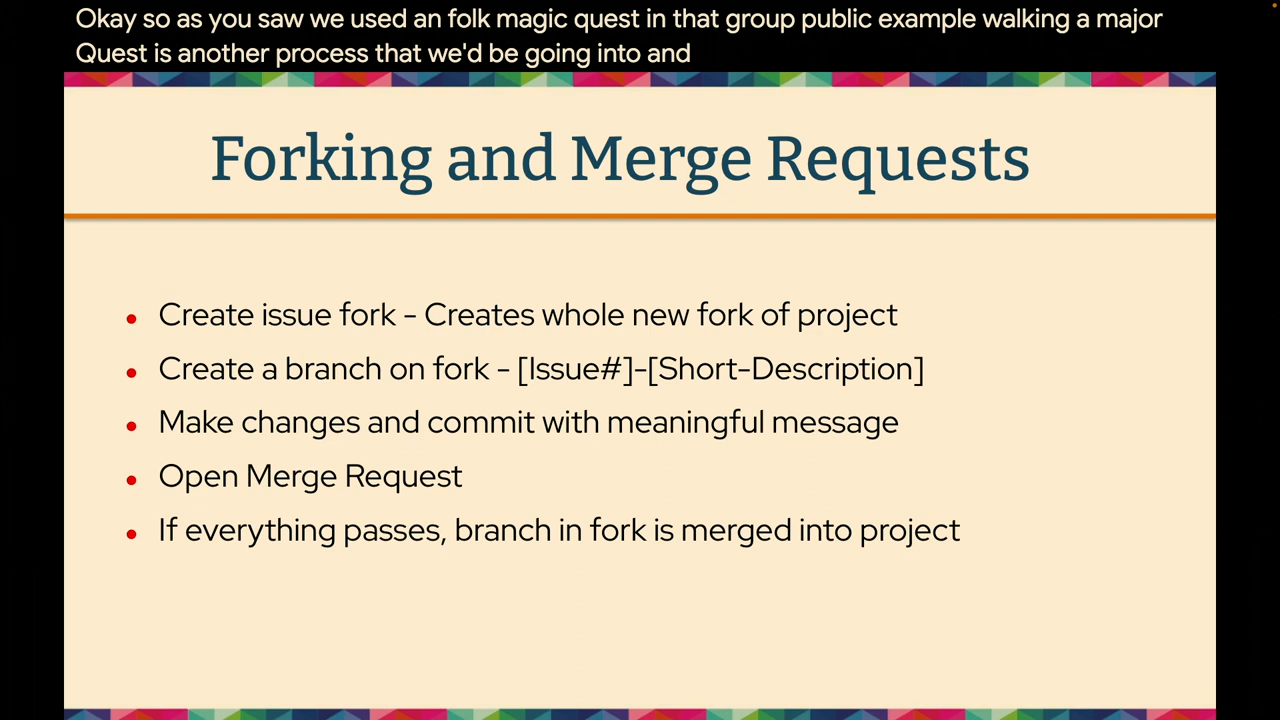 Okay so as you saw we used an folk magic quest in that group public example walking a major
Quest is another process that we'd be going into and
Forking and Merge Requests
• Create issue fork - Creates whole new fork of project
• Create a branch on fork - [Issue#]-[Short-Description]
• Make changes and commit with meaningful message
• Open Merge Request
• If everything passes, branch in fork is merged into project